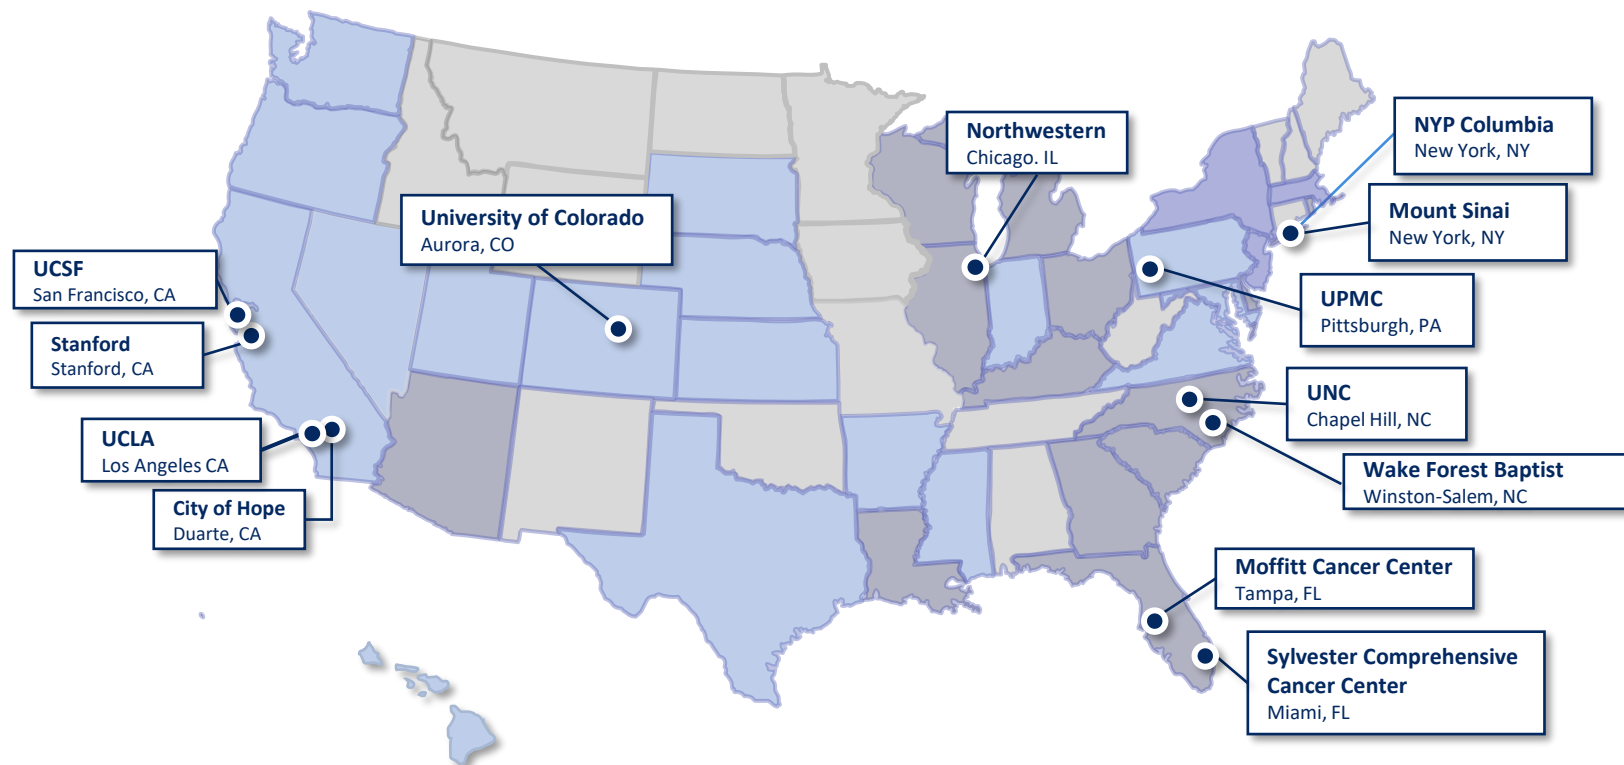 Northwestern
Chicago. IL
NYP Columbia
New York, NY
University of Colorado
Aurora, CO
Mount Sinai
New York, NY
UCSF
San Francisco, CA
UPMC
Pittsburgh, PA
Stanford
Stanford, CA
UNC
Chapel Hill, NC
UCLA
Los Angeles CA
Wake Forest Baptist
Winston-Salem, NC
City of Hope
Duarte, CA
Moffitt Cancer Center
Tampa, FL
Sylvester Comprehensive
Cancer Center
Miami, FL